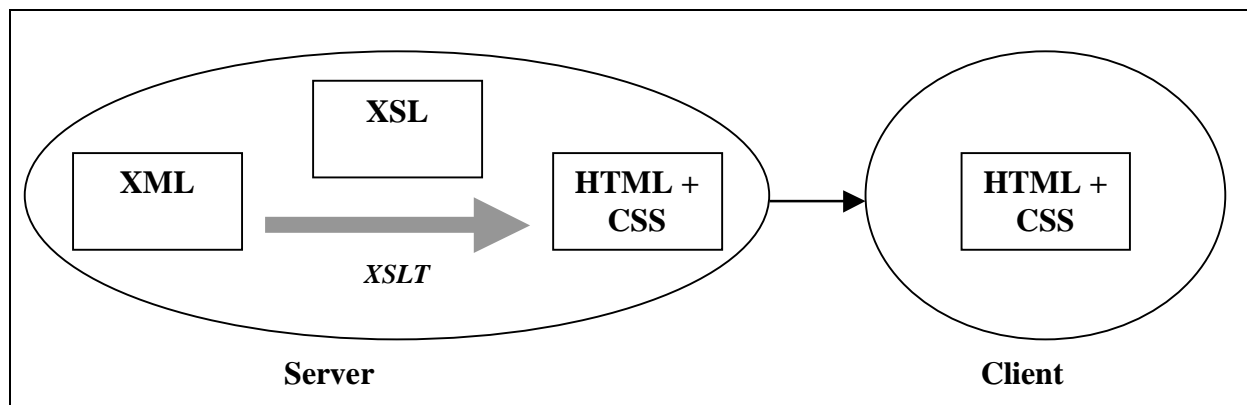 XSL
XML
HTML +
CSS
XSLT
HTML +
CSS
Server
Client